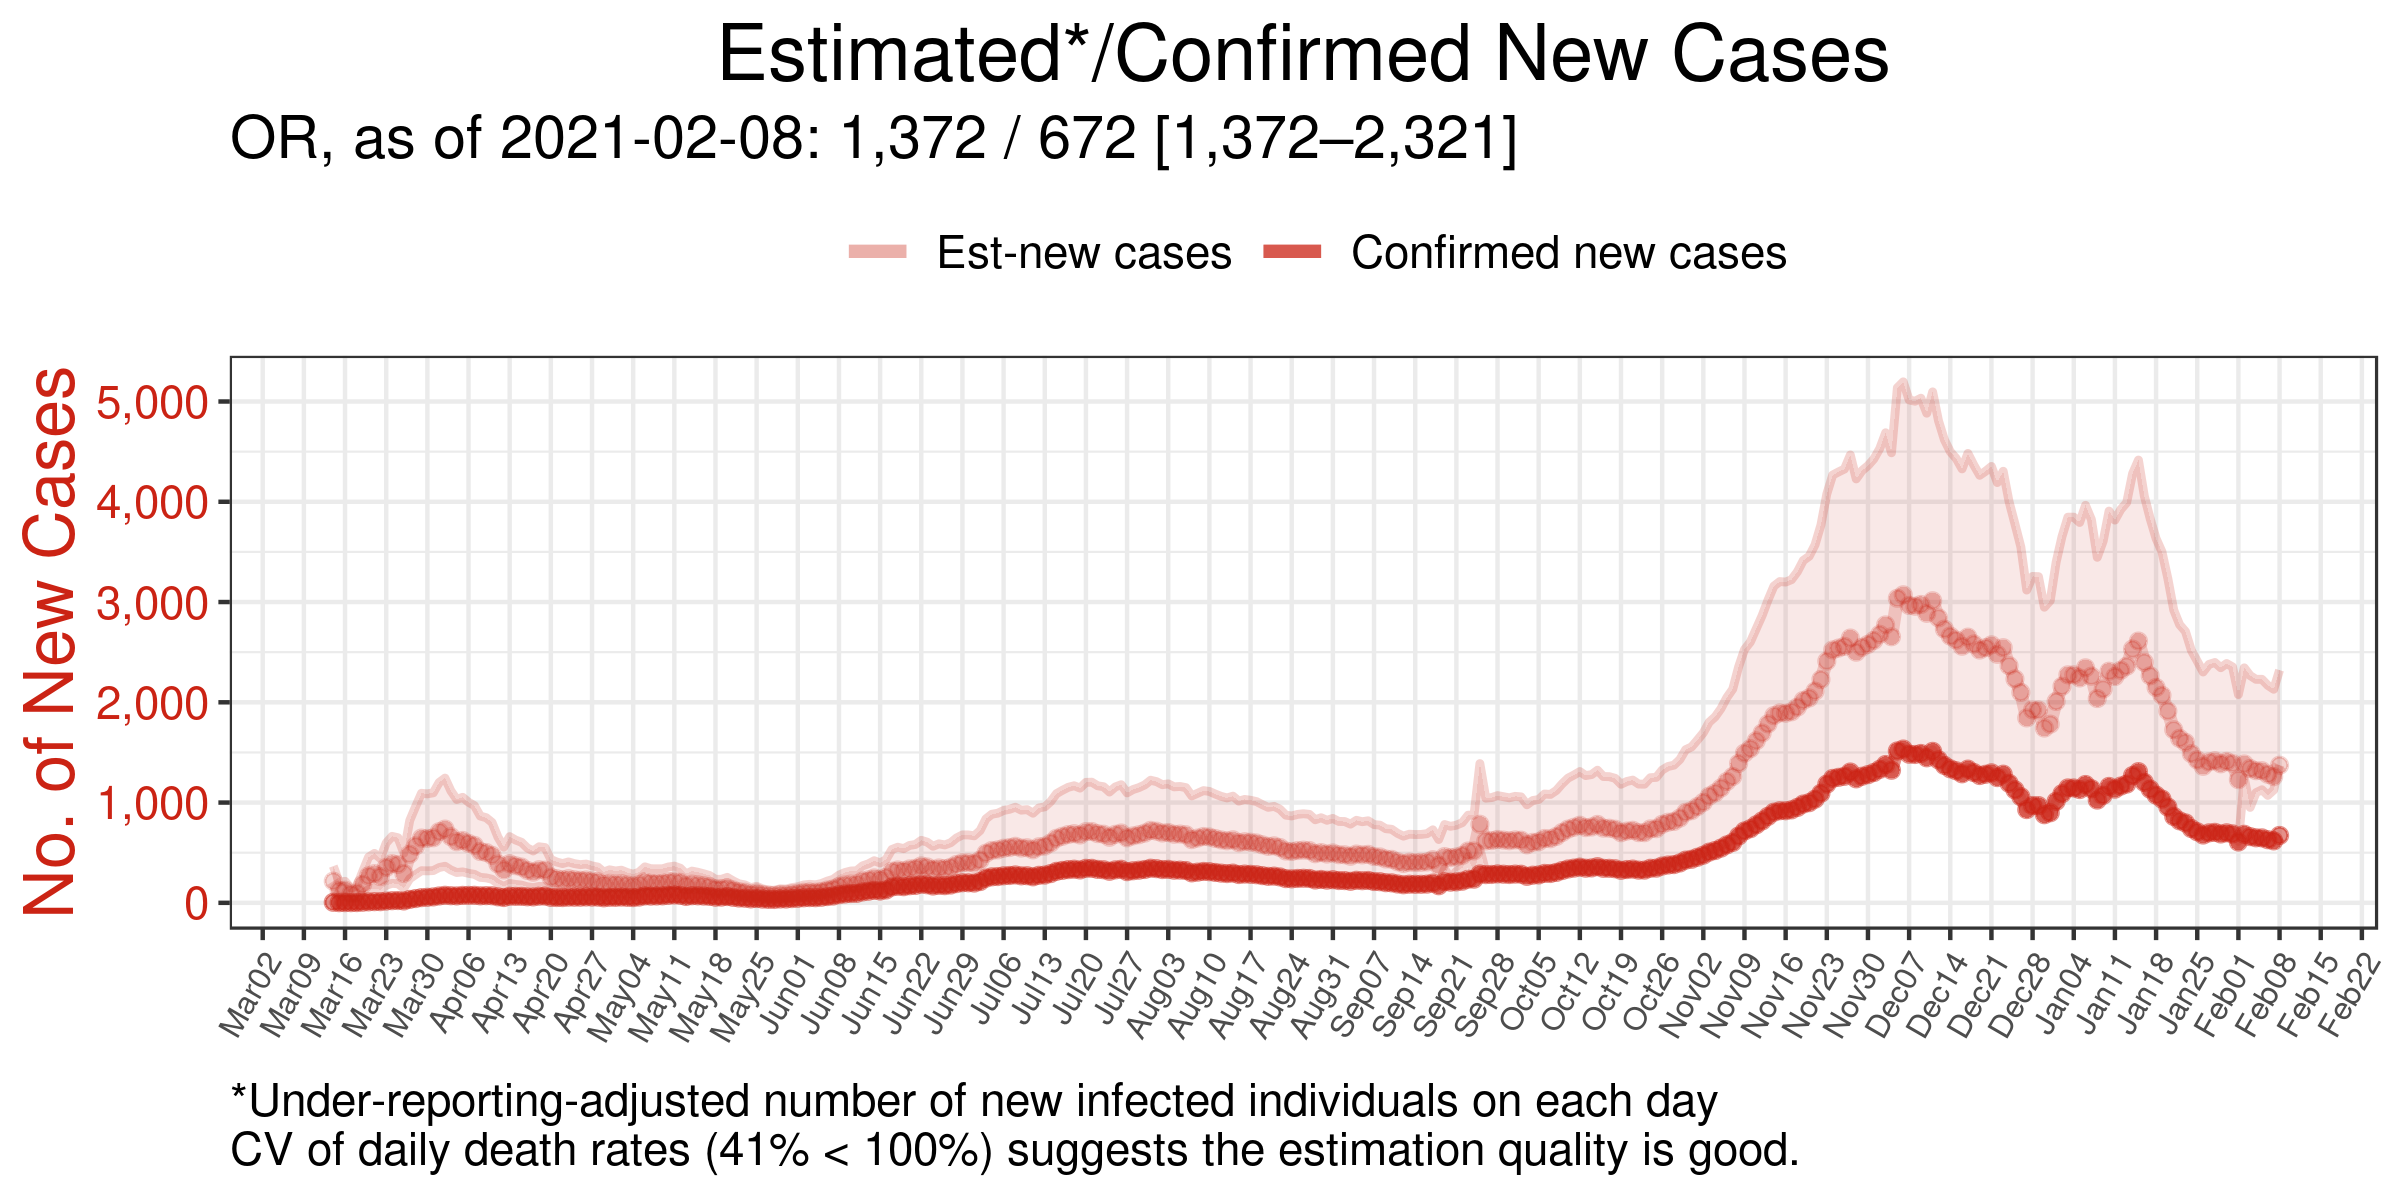 Estimated*/Confirmed New Cases
OR, as of 2021-02-08: 1,372 / 672 [1,372–2,321]
Est-new cases
Confirmed new cases
No. of New Cases
5,000
4,000
3,000
2,000
1,000
0
Mar02
Mar09
Mar16
Mar23
Mar30
Apr06
Apr13
Apr20
Apr27
May04
May11
May18
May25
Jun01
Jun08
Jun15
Jun22
Jun29
Jul06
Jul13
Jul20
Jul27
Aug03
Aug10
Aug17
Aug24
Aug31
Sep07
Sep14
Sep21
Sep28
Oct05
Oct12
Oct19
Oct26
Nov02
Nov09
Nov16
Nov23
Nov30
Dec07
Dec14
Dec21
Dec28
Jan04
Jan11
Jan18
Jan25
Feb01
Feb08
Feb15
Feb22
*Under-reporting-adjusted number of new infected individuals on each day
CV of daily death rates (41% < 100%) suggests the estimation quality is good.